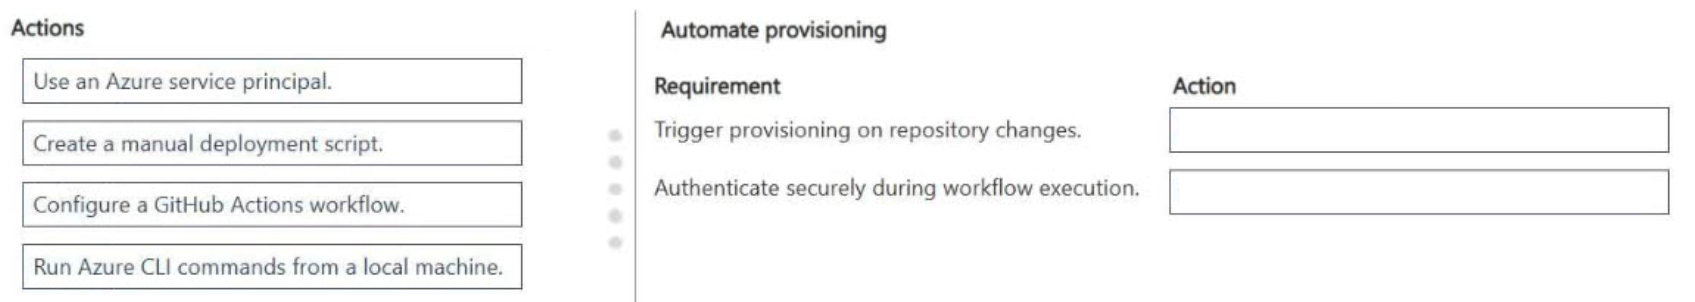 Actions
Use an Azure service principal.
Create a manual deployment script.
Configure a GitHub Actions workflow.
Run Azure CLI commands from a local machine.
Automate provisioning
Requirement Action
Trigger provisioning on repository changes.
Authenticate securely during workflow execution.